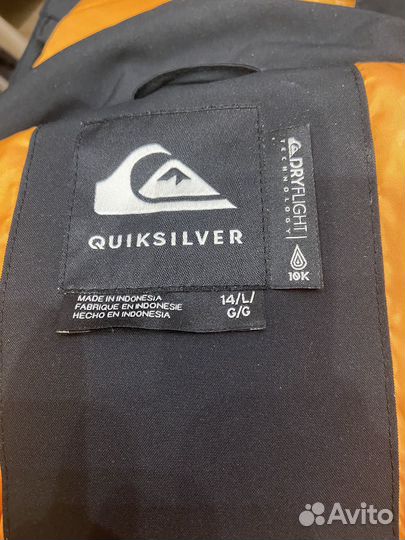 QUIKSILVER
DRYFLIGHT
TECHNOLOGY
10K
MADE IN INDONESIA
FABRIQUE EN INDONESIE
HECHO EN INDONESIA
14/L/
G/G
Avito